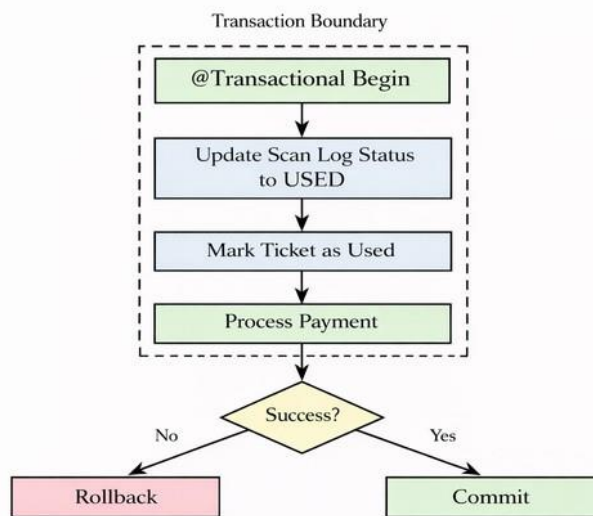 Transaction Boundary
@Transactional Begin
Update Scan Log Status
to USED
Mark Ticket as Used
Process Payment
Success?
No
Yes
Rollback
Commit